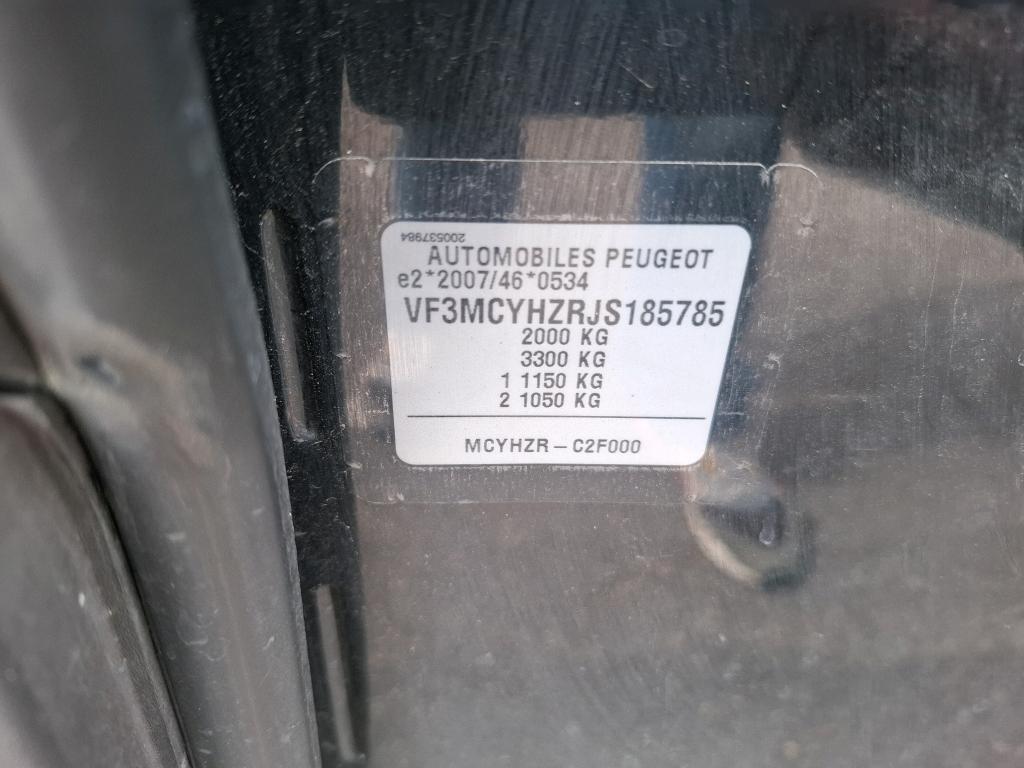 200537984
AUTOMOBILES PEUGEOT
e2*2007/46*0534
VF3MCYHZRJS185785
2000 KG
3300 KG
1 1150 KG
2 1050 KG
MCYHZR – C2F000